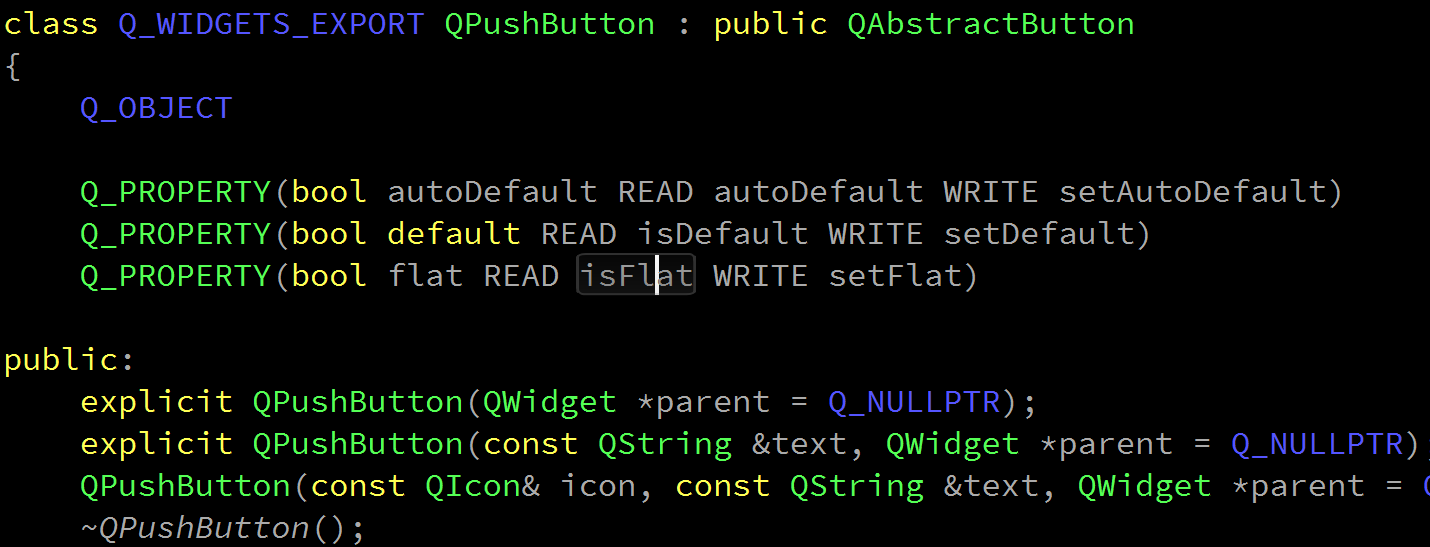 class Q_WIDGETS_EXPORT QPushButton : public QAbstractButton
{
    Q_OBJECT

    Q_PROPERTY(bool autoDefault READ autoDefault WRITE setAutoDefault)
    Q_PROPERTY(bool default READ isDefault WRITE setDefault)
    Q_PROPERTY(bool flat READ isFlat WRITE setFlat)

public:
    explicit QPushButton(QWidget *parent = Q_NULLPTR);
    explicit QPushButton(const QString &text, QWidget *parent = Q_NULLPTR);
    QPushButton(const QIcon& icon, const QString &text, QWidget *parent =
    ~QPushButton();